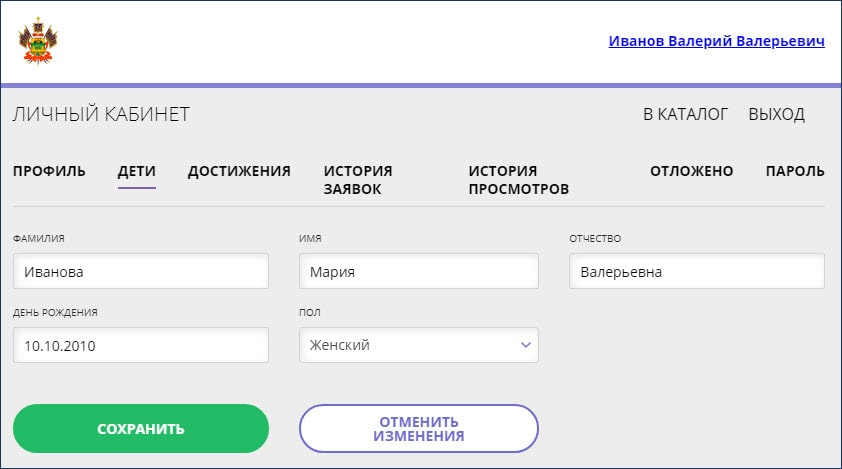 Иванов Валерий Валерьевич
ЛИЧНЫЙ КАБИНЕТ
В КАТАЛОГ ВЫХОД
ПРОФИЛЬ ДЕТИ ДОСТИЖЕНИЯ ИСТОРИЯ ЗАЯВОК ИСТОРИЯ ПРОСМОТРОВ ОТЛОЖЕНО ПАРОЛЬ
ФАМИЛИЯ ИМЯ ОТЧЕСТВО
Иванова Мария Валерьевна
ДЕНЬ РОЖДЕНИЯ ПОЛ
10.10.2010 Женский
СОХРАНИТЬ ОТМЕНИТЬ ИЗМЕНЕНИЯ